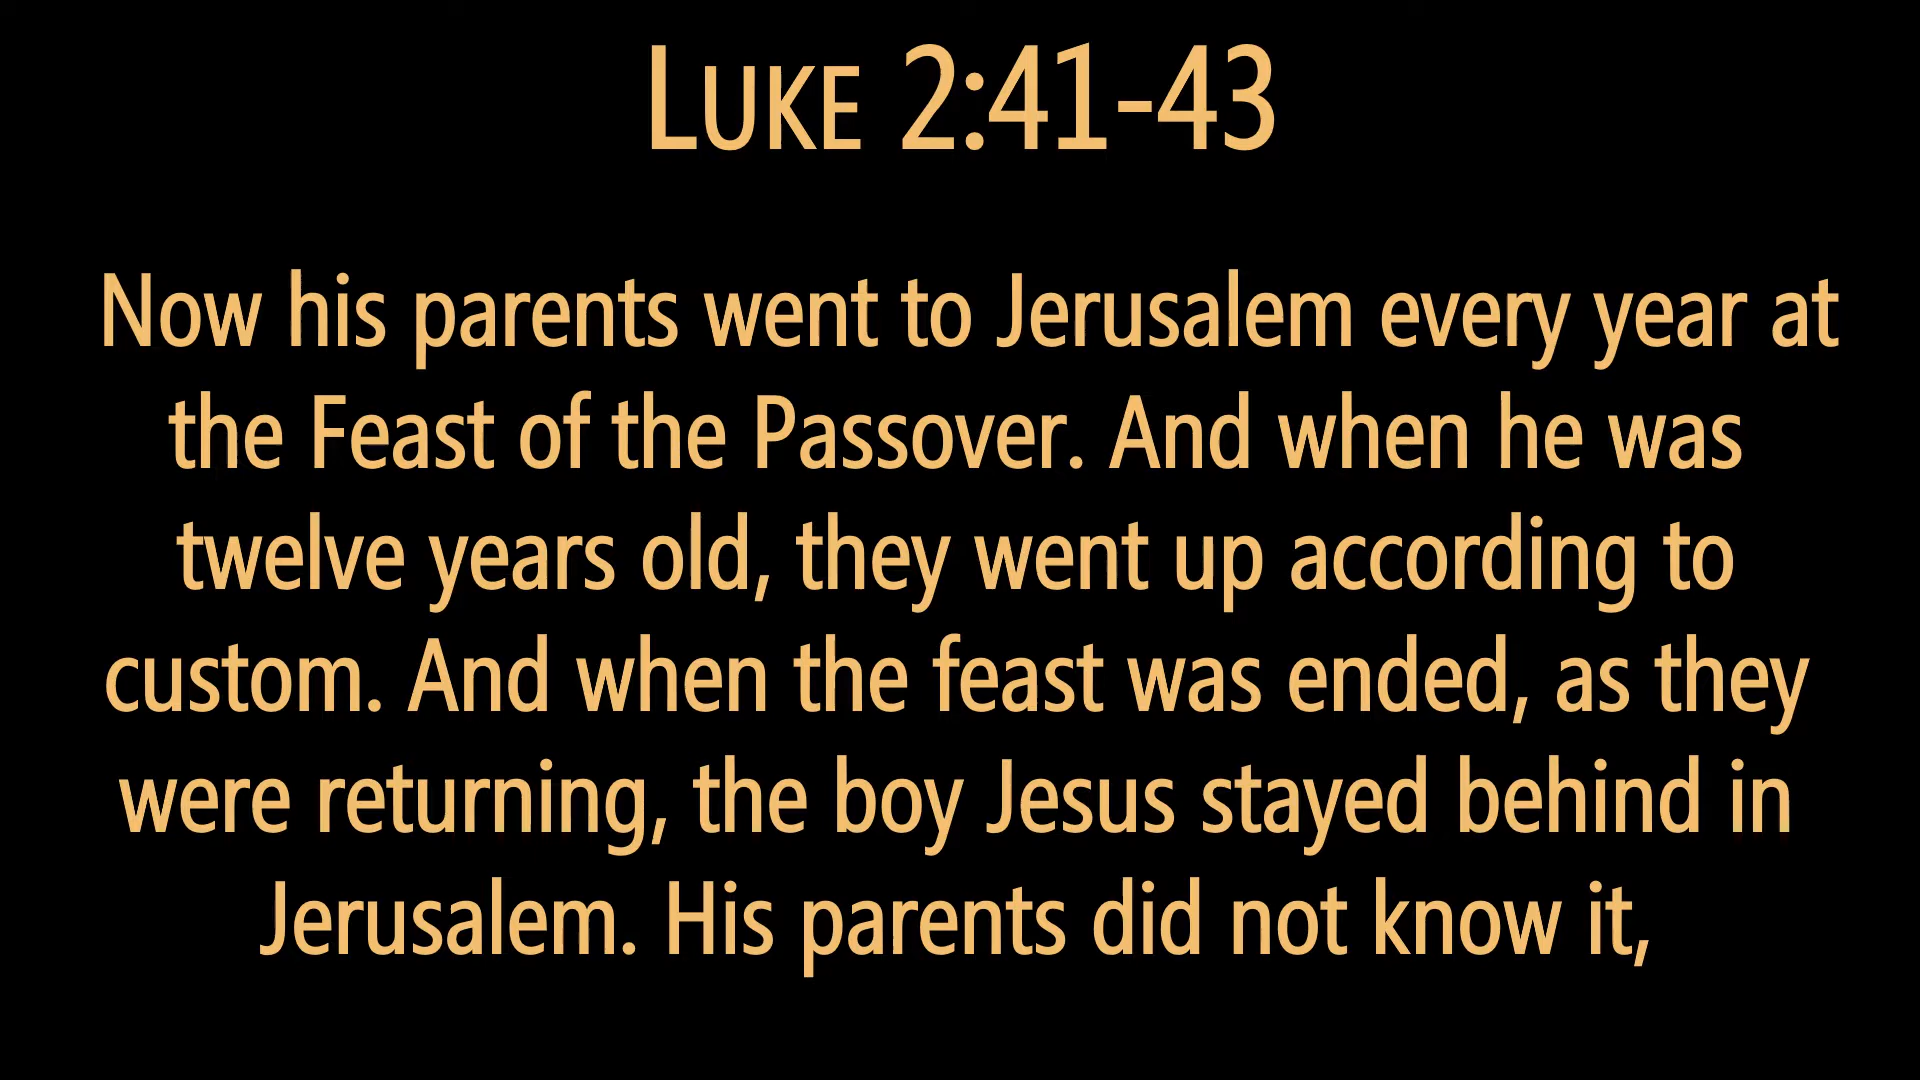 Luke 2:41-43
Now his parents went to Jerusalem every year at
the Feast of the Passover. And when he was
twelve years old, they went up according to
custom. And when the feast was ended, as they
were returning, the boy Jesus stayed behind in
Jerusalem. His parents did not know it,